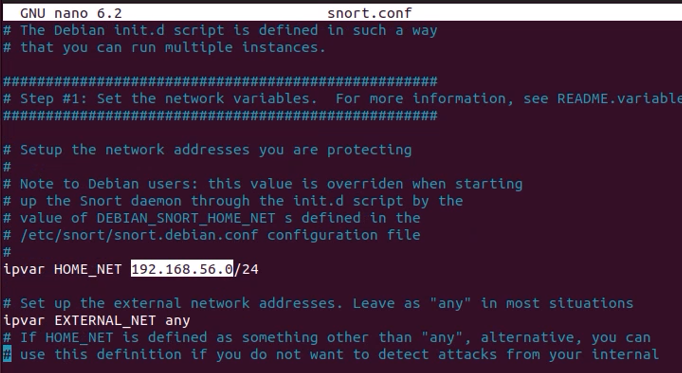 GNU nano 6.2 snort.conf
# The Debian init.d script is defined in such a way
# that you can run multiple instances.
###################################################
# Step #1: Set the network variables.  For more information, see README.variable
###################################################
# Setup the network addresses you are protecting
#
# Note to Debian users: this value is overriden when starting
# up the Snort daemon through the init.d script by the
# value of DEBIAN_SNORT_HOME_NET s defined in the
# /etc/snort/snort.debian.conf configuration file
#
ipvar HOME_NET 192.168.56.0/24
# Set up the external network addresses. Leave as "any" in most situations
ipvar EXTERNAL_NET any
# If HOME_NET is defined as something other than "any", alternative, you can
# use this definition if you do not want to detect attacks from your internal